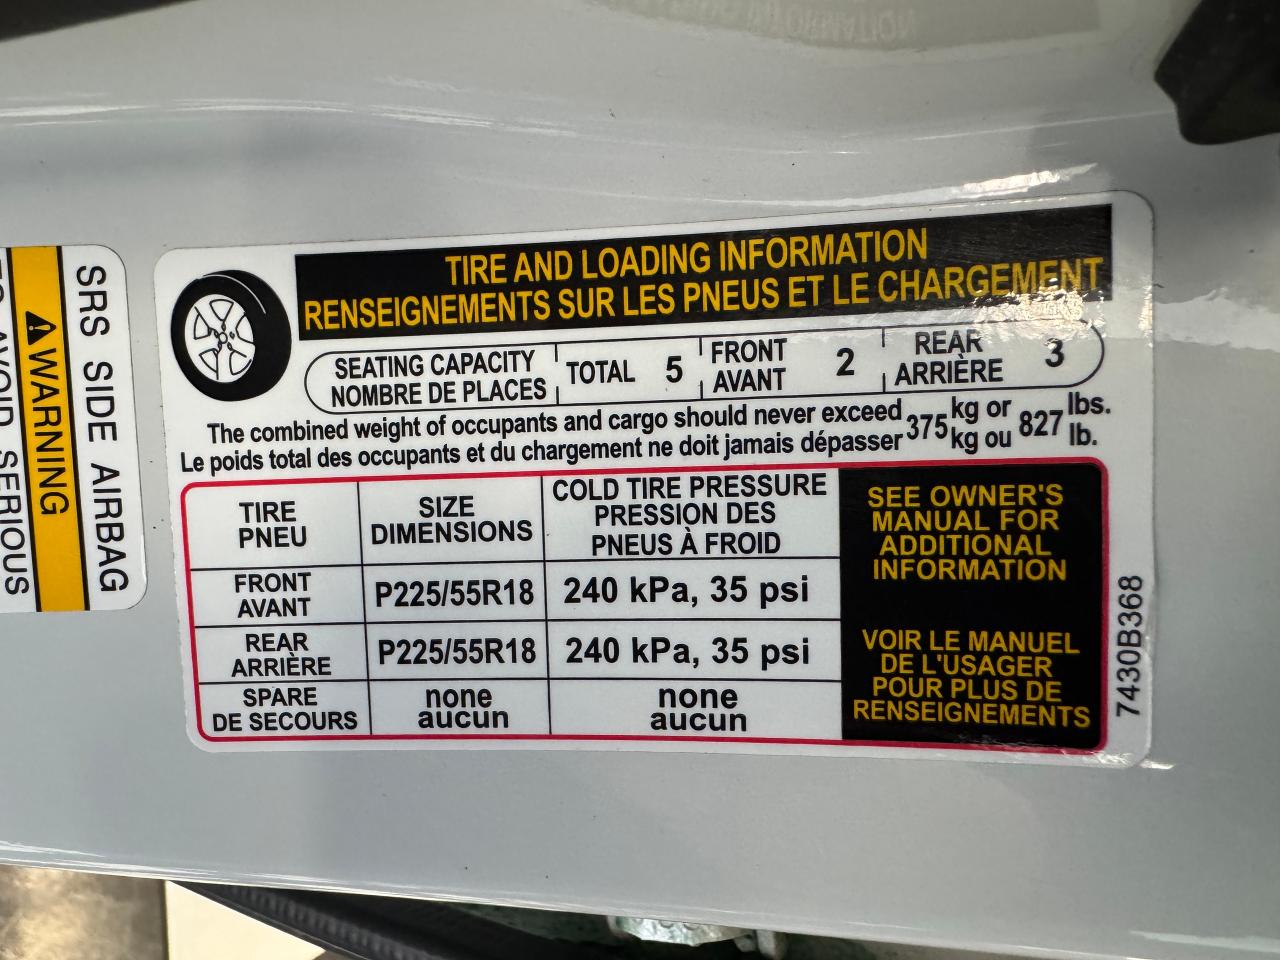 TIRE AND LOADING INFORMATION
RENSEIGNEMENTS SUR LES PNEUS ET LE CHARGEMENT
SEATING CAPACITY
NOMBRE DE PLACES
TOTAL 5
FRONT
AVANT
2
REAR
ARRIÈRE
3
The combined weight of occupants and cargo should never exceed 375 kg or 827 lbs.
Le poids total des occupants et du chargement ne doit jamais dépasser kg ou lb.
TIRE
PNEU
SIZE
DIMENSIONS
COLD TIRE PRESSURE
PRESSION DES
PNEUS À FROID
FRONT
AVANT
P225/55R18
240 kPa, 35 psi
REAR
ARRIÈRE
P225/55R18
240 kPa, 35 psi
SPARE
DE SECOURS
none
aucun
none
aucun
SEE OWNER'S
MANUAL FOR
ADDITIONAL
INFORMATION
VOIR LE MANUEL
DE L'USAGER
POUR PLUS DE
RENSEIGNEMENTS
7430B368
SRS SIDE AIRBAG
WARNING
AVOID SERIOUS
INFORMATION